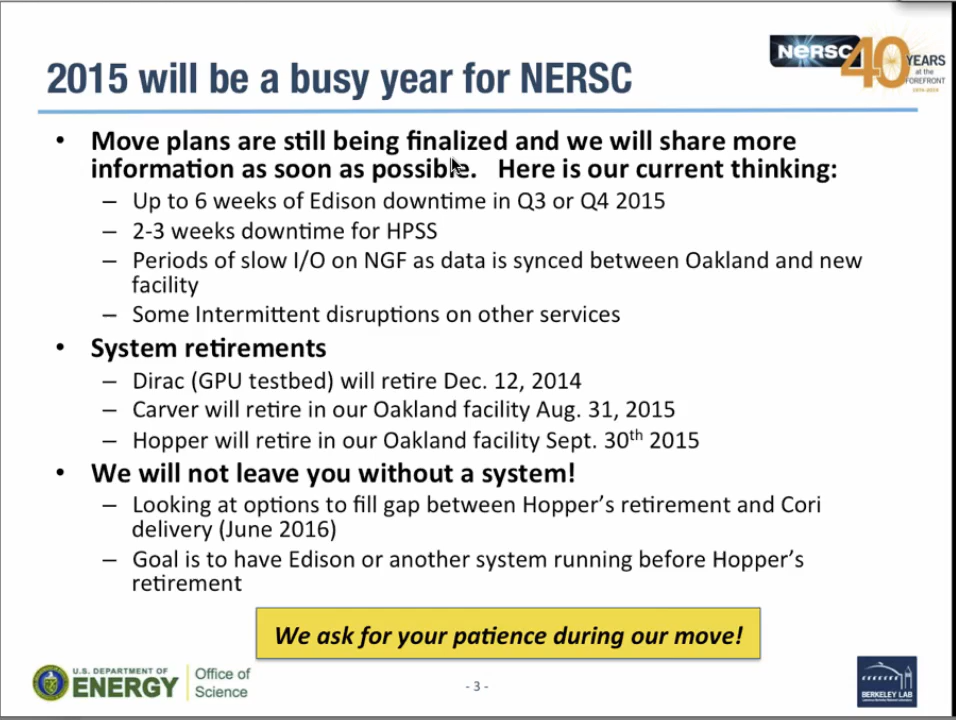 2015 will be a busy year for NERSC
NERSC 40 YEARS
at the
FOREFRONT
1974-2014
• Move plans are still being finalized and we will share more
information as soon as possible. Here is our current thinking:
– Up to 6 weeks of Edison downtime in Q3 or Q4 2015
– 2-3 weeks downtime for HPSS
– Periods of slow I/O on NGF as data is synced between Oakland and new
facility
– Some Intermittent disruptions on other services
• System retirements
– Dirac (GPU testbed) will retire Dec. 12, 2014
– Carver will retire in our Oakland facility Aug. 31, 2015
– Hopper will retire in our Oakland facility Sept. 30th 2015
• We will not leave you without a system!
– Looking at options to fill gap between Hopper’s retirement and Cori
delivery (June 2016)
– Goal is to have Edison or another system running before Hopper’s
retirement
We ask for your patience during our move!
U.S. DEPARTMENT OF
ENERGY
Office of
Science
- 3 -
BERKELEY LAB